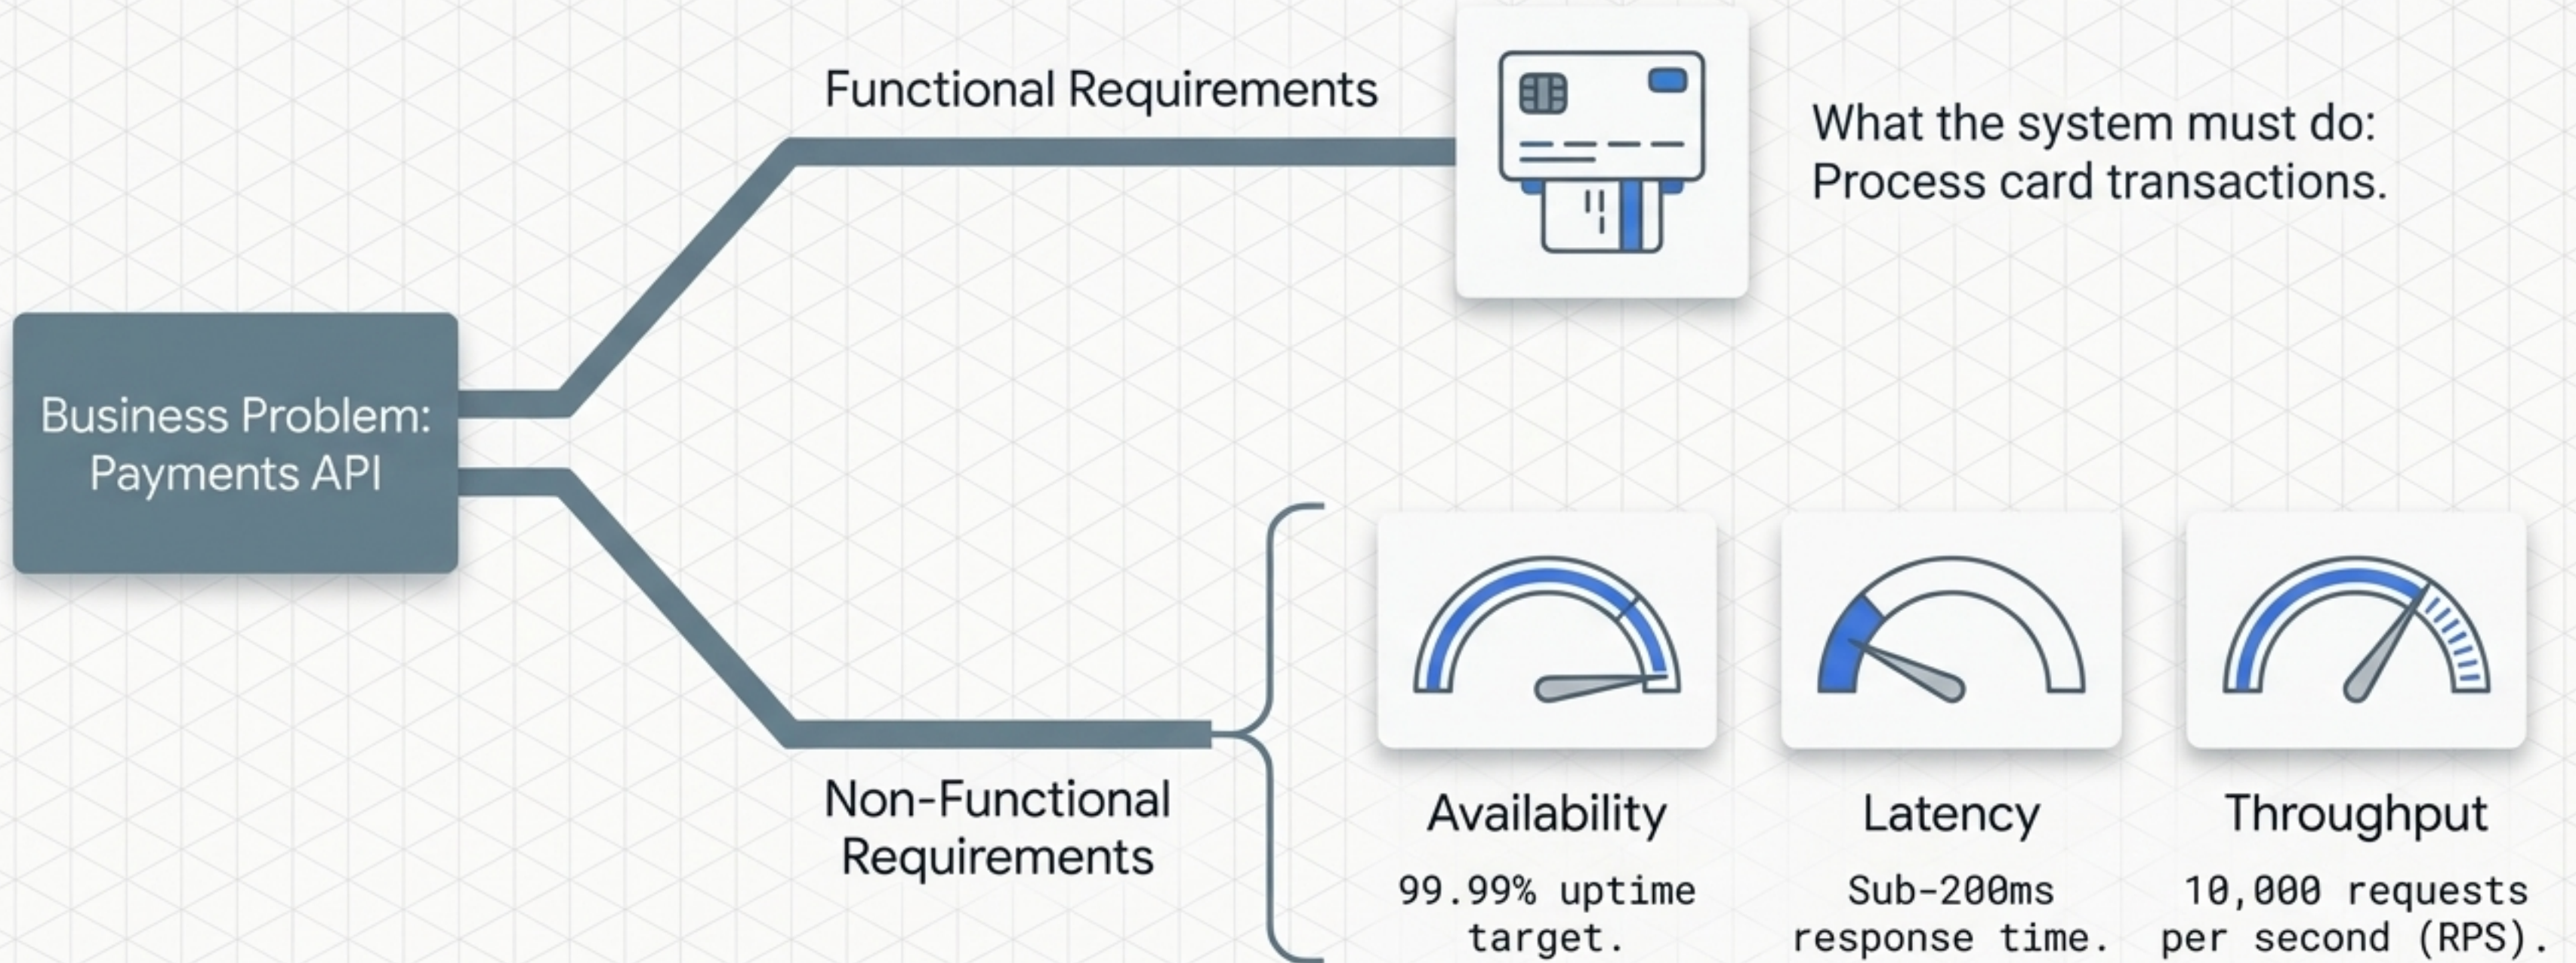 Functional Requirements
What the system must do:
Process card transactions.
Business Problem:
Payments API
Non-Functional
Requirements
Availability
99.99% uptime
target.
Latency
Sub-200ms
response time.
Throughput
10,000 requests
per second (RPS).